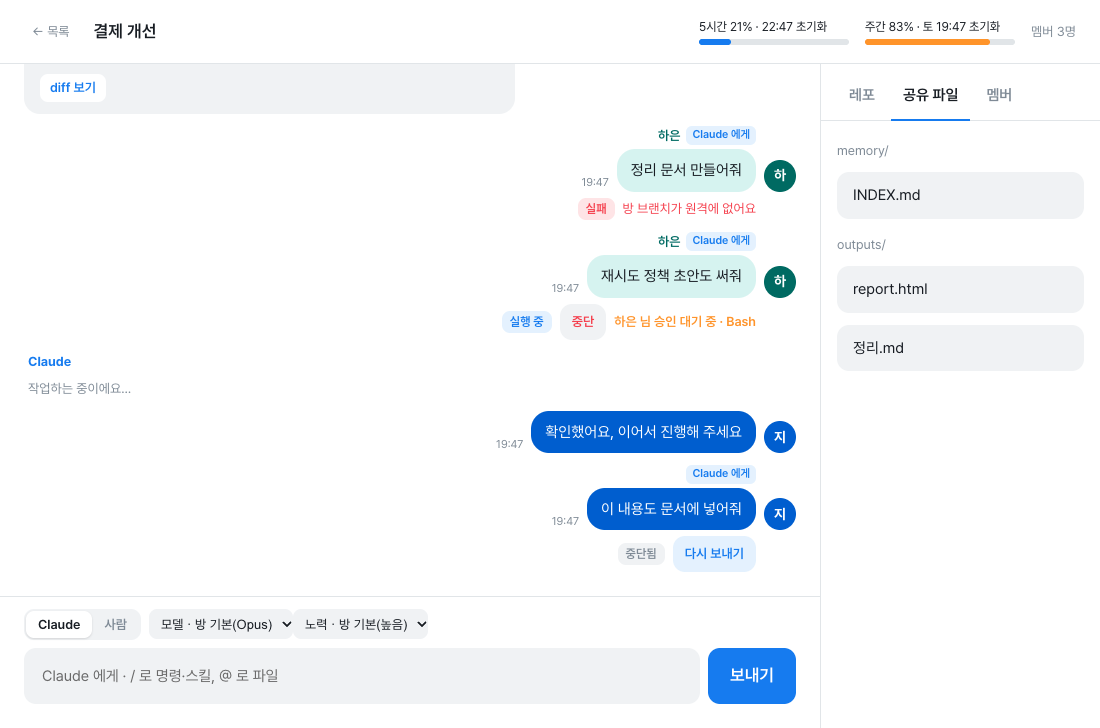 ← 목록
결제 개선
5시간 21% · 22:47 초기화
주간 83% · 토 19:47 초기화
멤버 3명
diff 보기
하은 Claude 에게
정리 문서 만들어줘
하
19:47
실패 방 브랜치가 원격에 없어요
하은 Claude 에게
재시도 정책 초안도 써줘
하
19:47
실행 중 중단 하은 님 승인 대기 중 · Bash
Claude
작업하는 중이에요…
확인했어요, 이어서 진행해 주세요
지
19:47
Claude 에게
이 내용도 문서에 넣어줘
지
19:47
중단됨 다시 보내기
Claude 사람 모델 · 방 기본(Opus) 노력 · 방 기본(높음)
Claude 에게 · / 로 명령·스킬, @ 로 파일
보내기
레포 공유 파일 멤버
memory/
INDEX.md
outputs/
report.html
정리.md